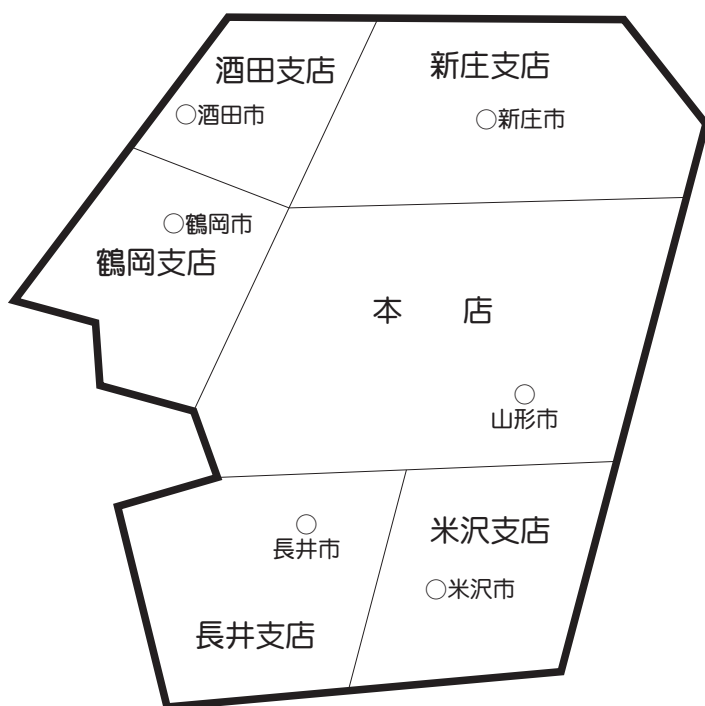 酒田支店
新庄支店
○酒田市
○新庄市
○鶴岡市
鶴岡支店
本　店
○
山形市
○
長井市
米沢支店
○米沢市
長井支店